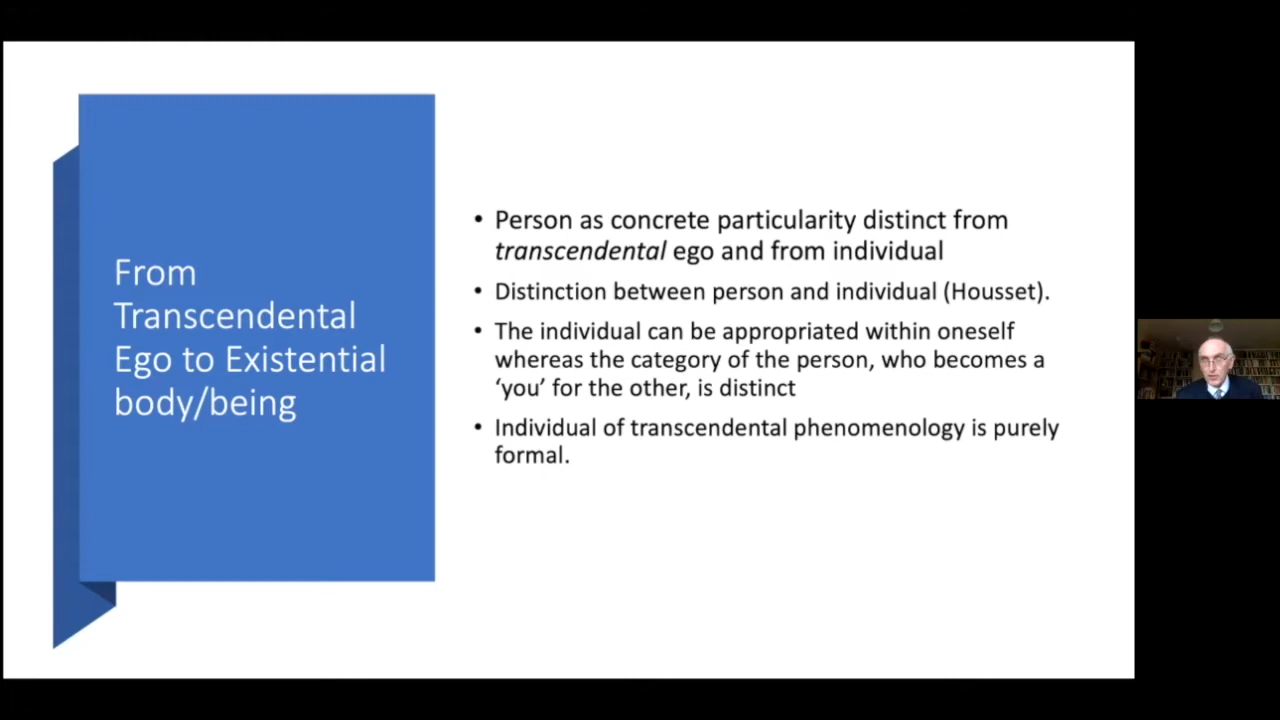 From
Transcendental
Ego to Existential
body/being
• Person as concrete particularity distinct from
transcendental ego and from individual
• Distinction between person and individual (Housset).
• The individual can be appropriated within oneself
whereas the category of the person, who becomes a
‘you’ for the other, is distinct
• Individual of transcendental phenomenology is purely
formal.